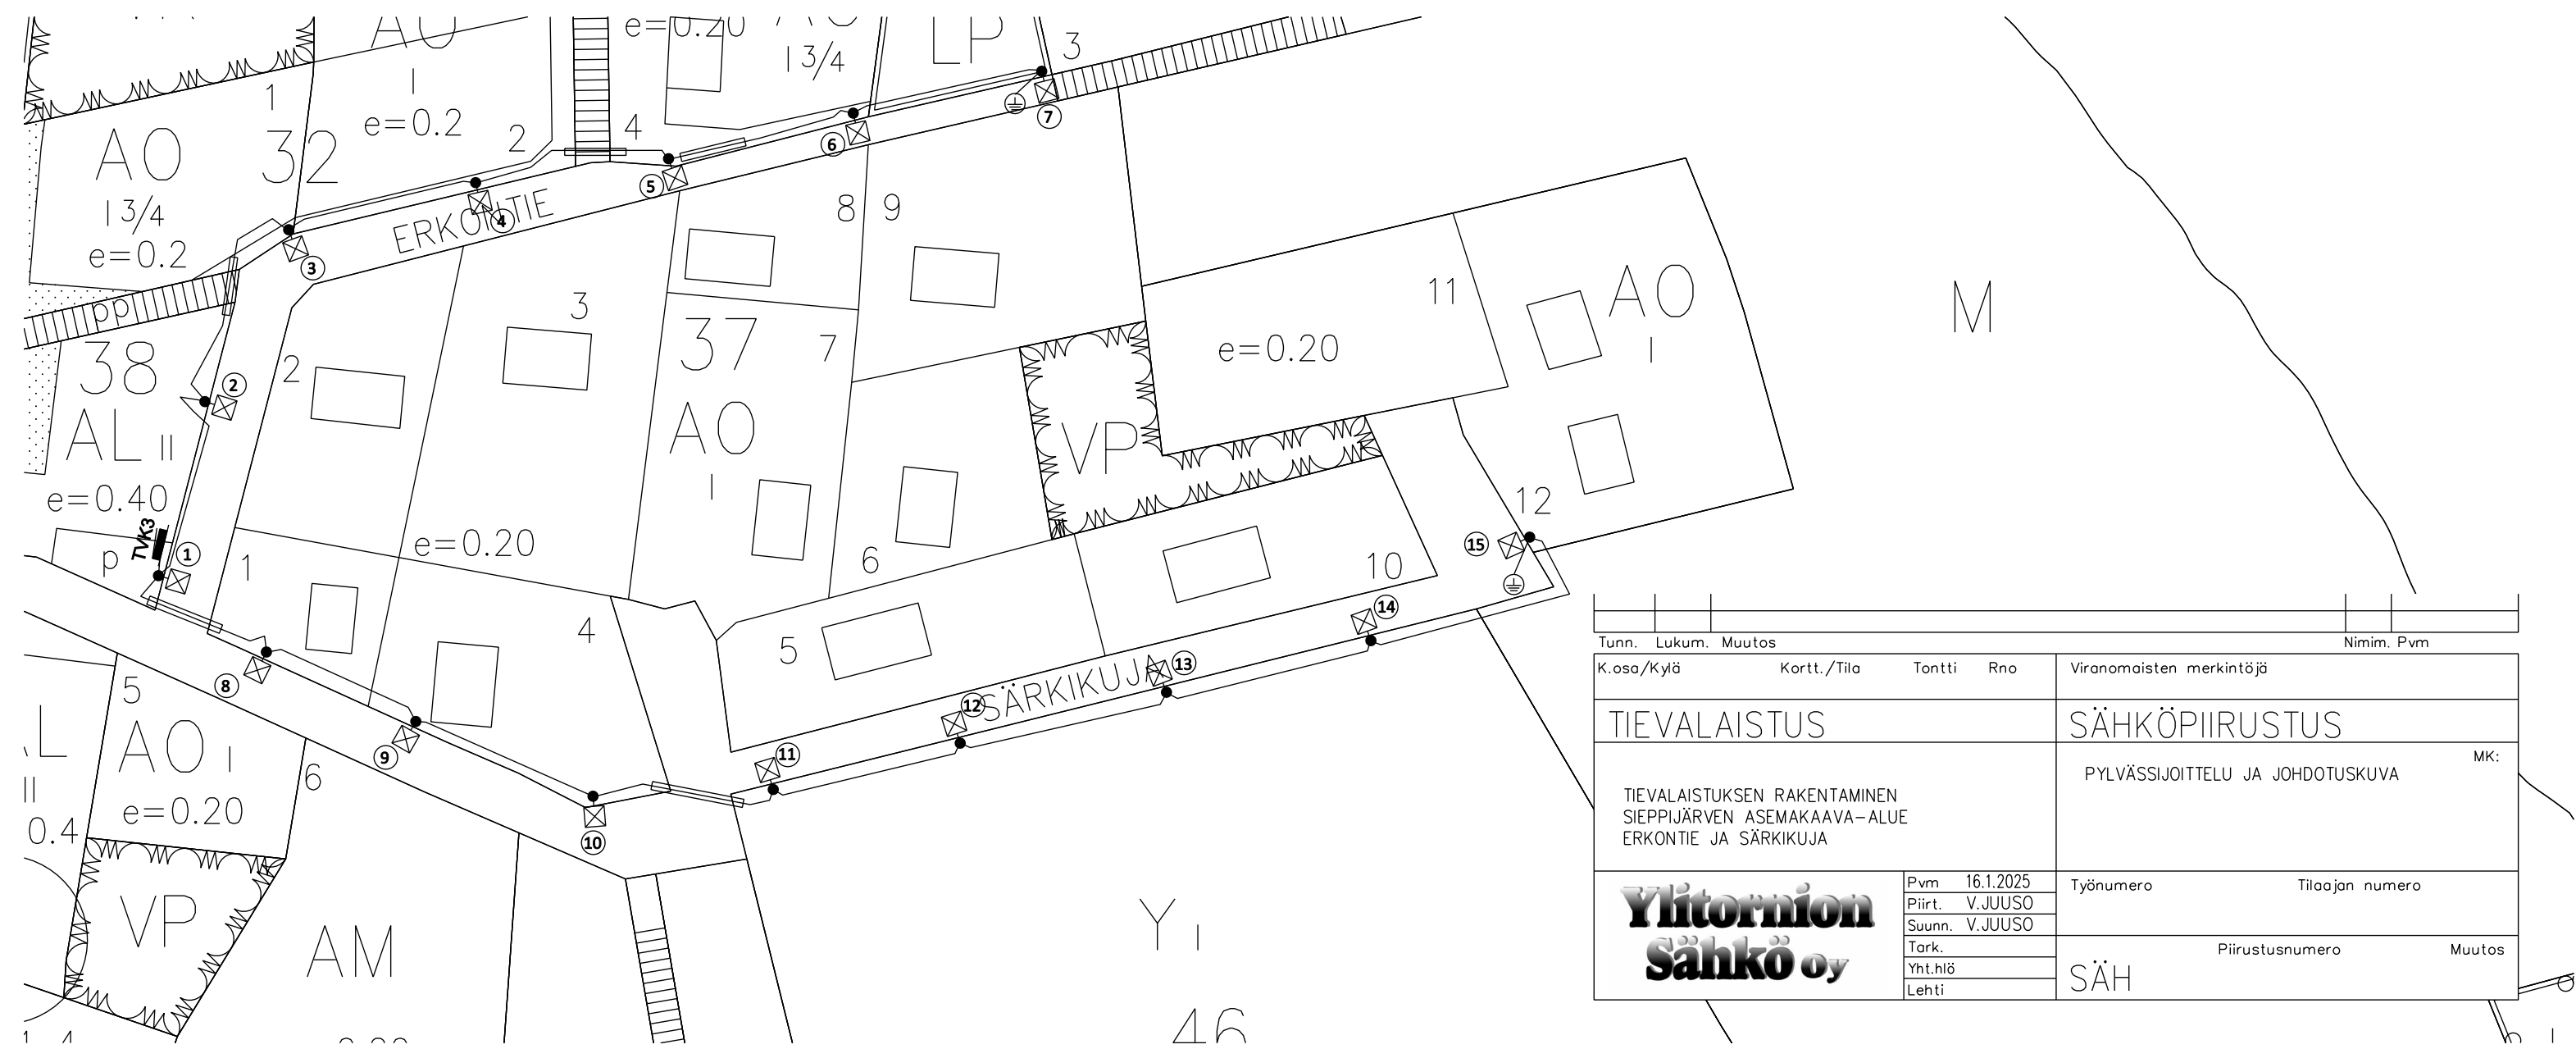 AO
I
e=0.2
e=0.20
I 3/4
LP
3
1
AO
32
I 3/4
e=0.2
2
4
7
6
5
4
3
ERKONTIE
8 9
pp
38
AL II
e=0.40
TVK3
p
1
2
2
3
37
7
AO
I
e=0.20
1
4
6
5
VP
e=0.20
11
AO
I
M
12
10
15
14
13
12
11
SÄRKIKUJA
8
9
10
5
AO I
e=0.20
6
L
II
0.4
VP
AM
Y I
46
Tunn. Lukum. Muutos Nimim. Pvm
K.osa/Kylä Kortt./Tila Tontti Rno Viranomaisten merkintöjä
TIEVALAISTUS SÄHKÖPIIRUSTUS
MK:
PYLVÄSSIJOITTELU JA JOHDOTUSKUVA
TIEVALAISTUKSEN RAKENTAMINEN
SIEPPIJÄRVEN ASEMAKAAVA-ALUE
ERKONTIE JA SÄRKIKUJA
Ylitornion
Sähkö oy
Pvm 16.1.2025
Piirt. V.JUUSO
Suunn. V.JUUSO
Tark.
Yht.hlö
Lehti
Työnumero Tilaajan numero
Piirustusnumero Muutos
SÄH